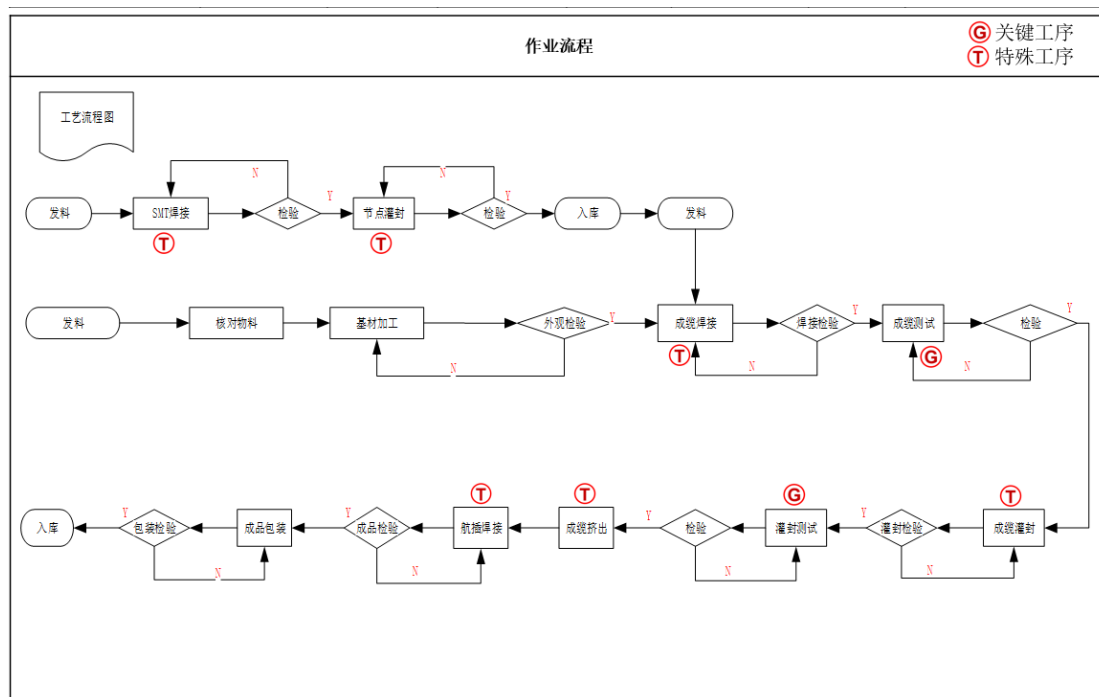 作业流程
G 关键工序
T 特殊工序
工艺流程图
N
N
Y
Y
发料
SMT焊接
检验
节点灌封
检验
入库
发料
T
T
发料
核对物料
基材加工
外观检验
Y
成缆焊接
焊接检验
Y
成缆测试
检验
Y
N
T
N
G
N
T
T
G
T
入库
Y
包装检验
成品包装
Y
成品检验
航插焊接
成缆挤出
Y
检验
灌封测试
Y
灌封检验
成缆灌封
N
N
N
N